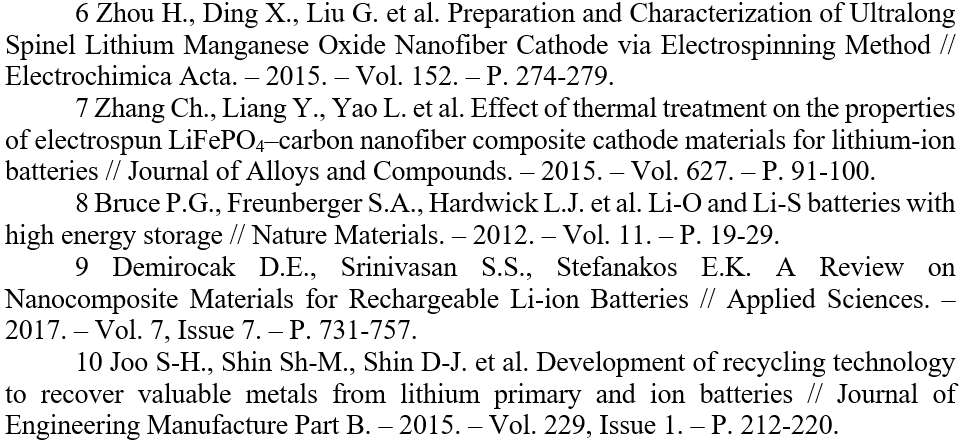 6 Zhou H., Ding X., Liu G. et al. Preparation and Characterization of Ultralong
Spinel Lithium Manganese Oxide Nanofiber Cathode via Electrospinning Method //
Electrochimica Acta. – 2015. – Vol. 152. – P. 274-279.
7 Zhang Ch., Liang Y., Yao L. et al. Effect of thermal treatment on the properties
of electrospun LiFePO₄–carbon nanofiber composite cathode materials for lithium-ion
batteries // Journal of Alloys and Compounds. – 2015. – Vol. 627. – P. 91-100.
8 Bruce P.G., Freunberger S.A., Hardwick L.J. et al. Li-O and Li-S batteries with
high energy storage // Nature Materials. – 2012. – Vol. 11. – P. 19-29.
9 Demirocak D.E., Srinivasan S.S., Stefanakos E.K. A Review on
Nanocomposite Materials for Rechargeable Li-ion Batteries // Applied Sciences. –
2017. – Vol. 7, Issue 7. – P. 731-757.
10 Joo S-H., Shin Sh-M., Shin D-J. et al. Development of recycling technology
to recover valuable metals from lithium primary and ion batteries // Journal of
Engineering Manufacture Part B. – 2015. – Vol. 229, Issue 1. – P. 212-220.